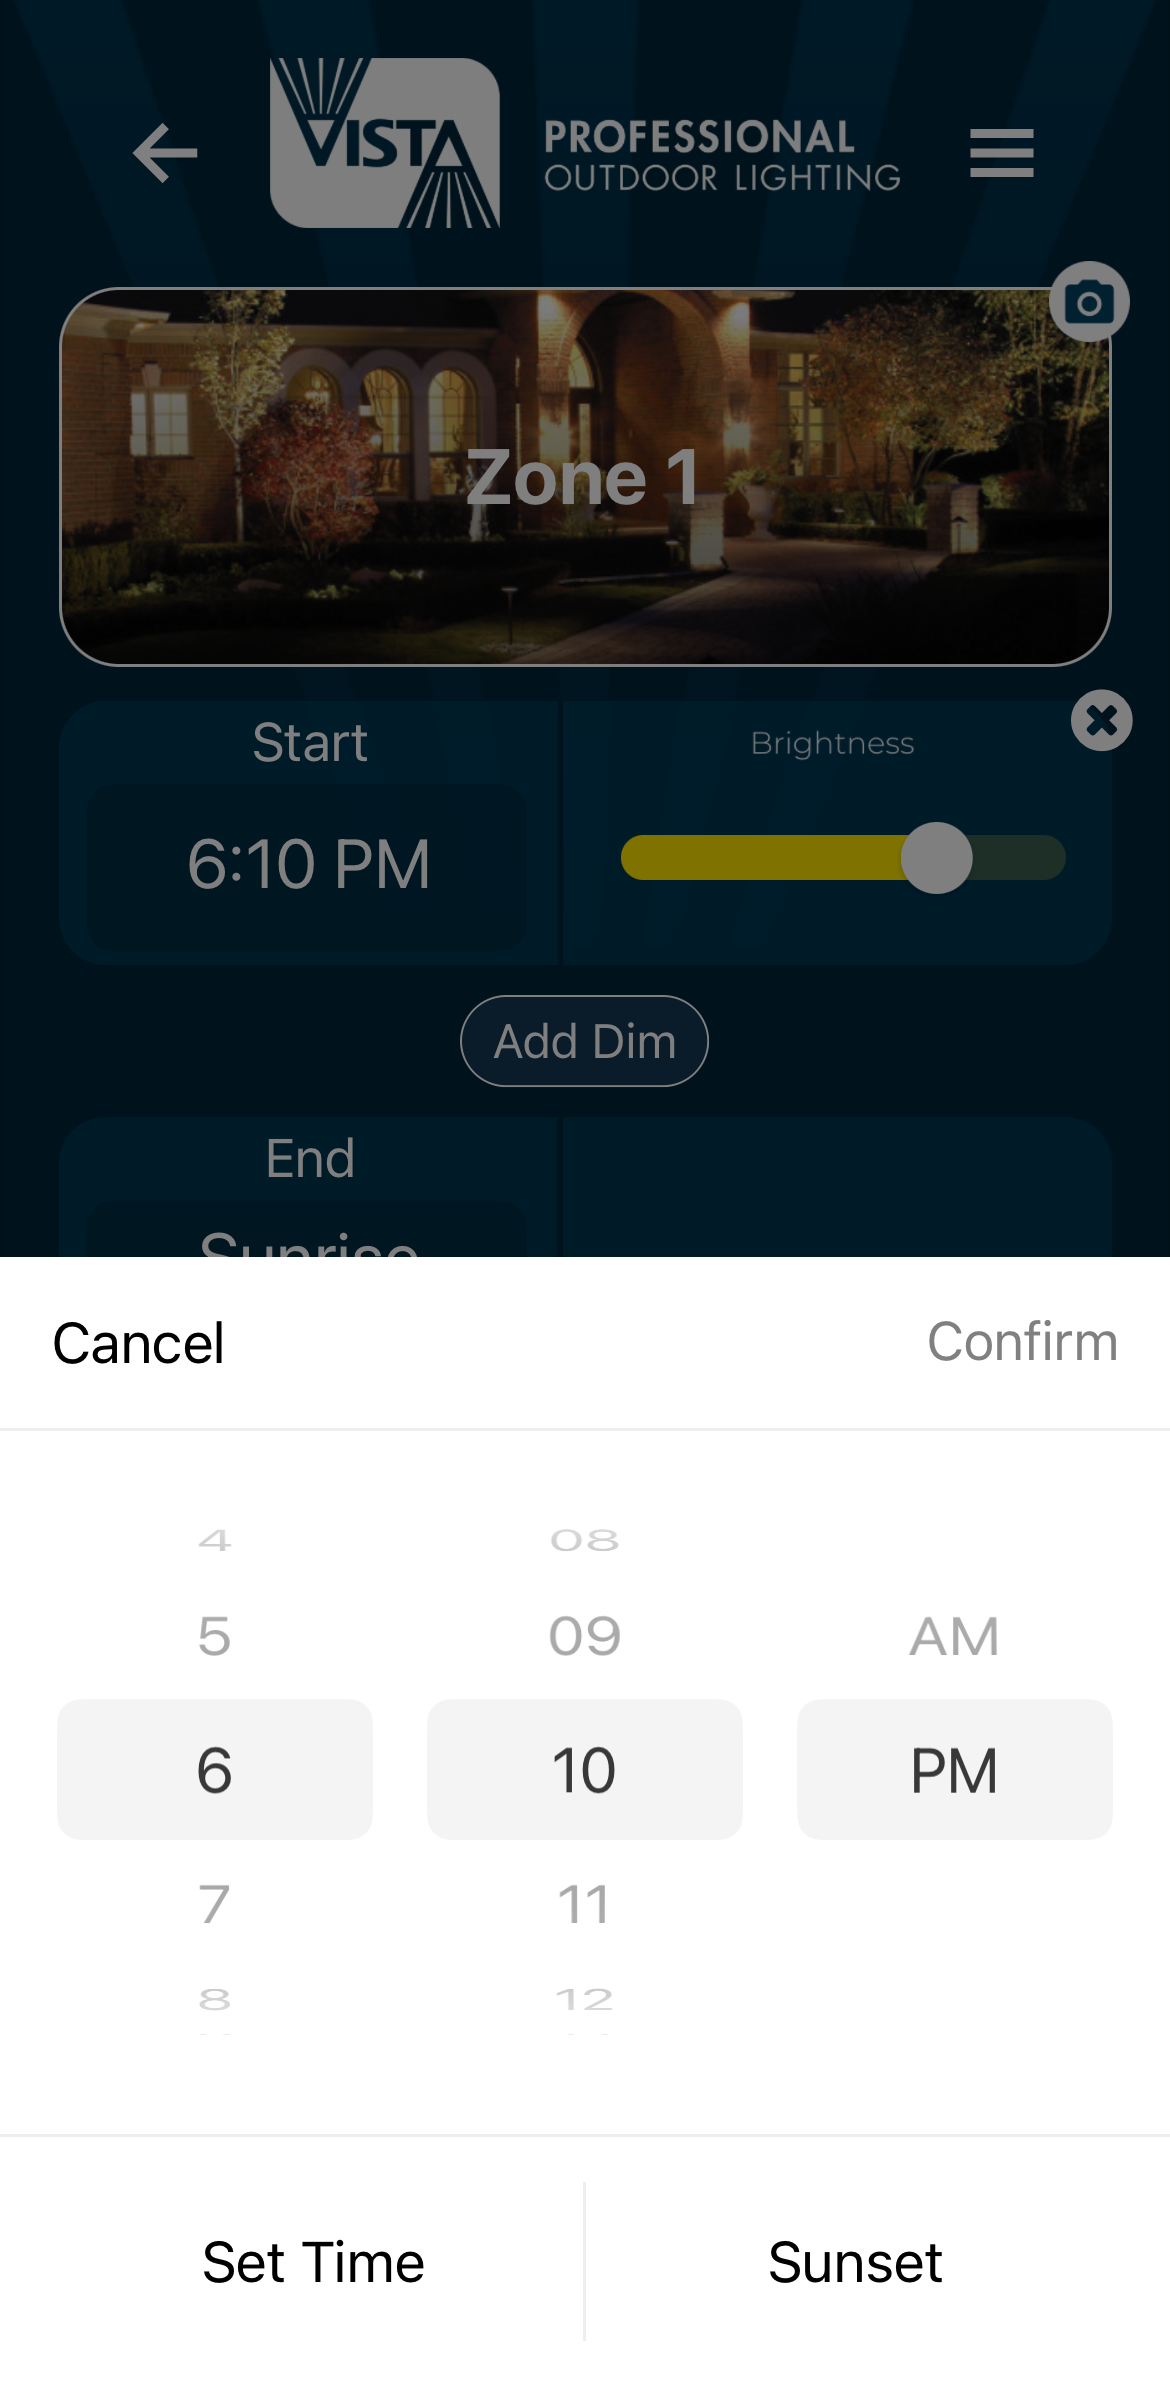 VISTA
PROFESSIONAL
OUTDOOR LIGHTING
Zone 1
Start
Brightness
6:10 PM
Add Dim
End
Sunrise
Cancel
Confirm
4 08
5 09 AM
6 10 PM
7 11
8 12
Set Time
Sunset